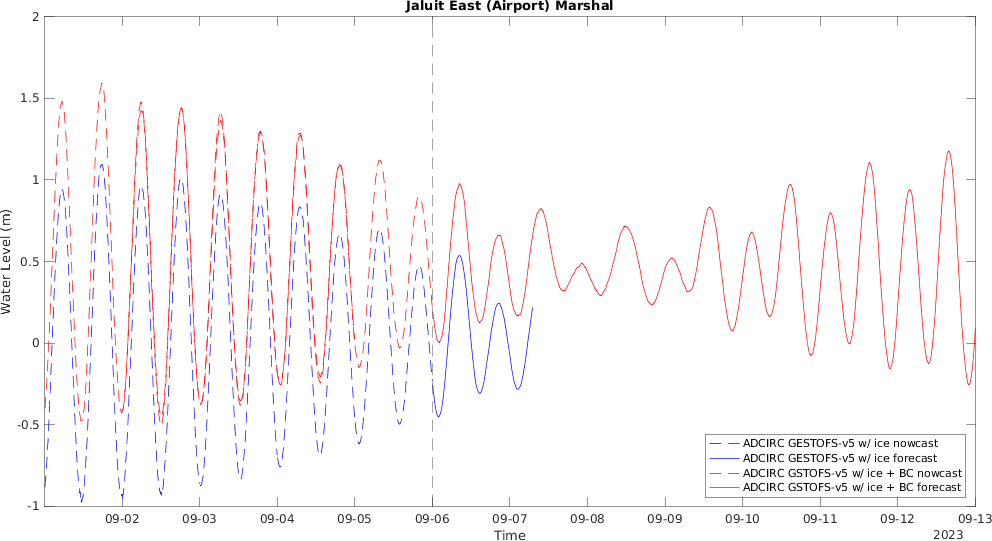 Jaluit East (Airport) Marshal
Water Level (m)
2
1.5
1
0.5
0
-0.5
-1
ADCIRC GESTOFS-v5 w/ ice nowcast
ADCIRC GESTOFS-v5 w/ ice forecast
ADCIRC GSTOFS-v5 w/ ice + BC nowcast
ADCIRC GSTOFS-v5 w/ ice + BC forecast
09-02 09-03 09-04 09-05 09-06 09-07 09-08 09-09 09-10 09-11 09-12 09-13
Time
2023